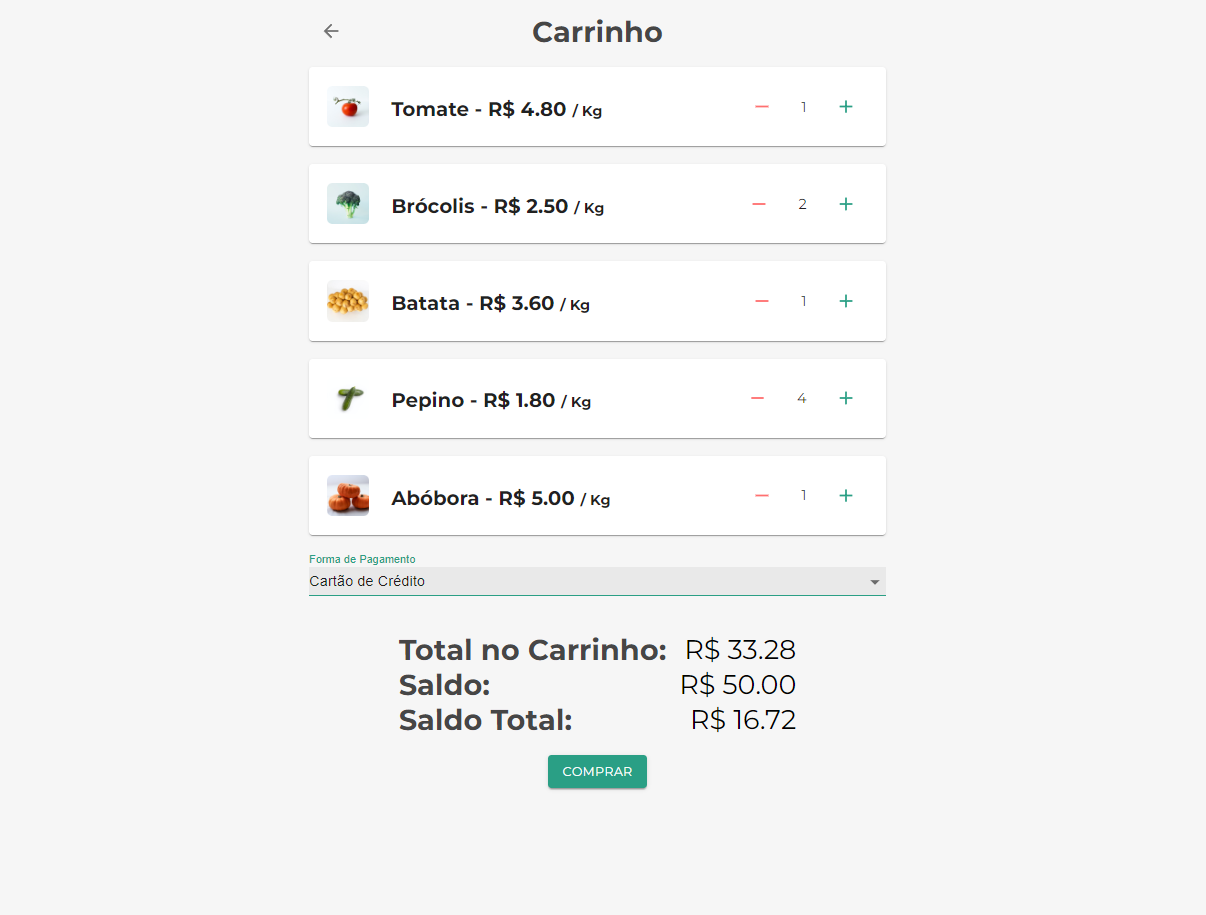 Carrinho
Tomate - R$ 4.80 / Kg
1
Brócolis - R$ 2.50 / Kg
2
Batata - R$ 3.60 / Kg
1
Pepino - R$ 1.80 / Kg
4
Abóbora - R$ 5.00 / Kg
1
Forma de Pagamento
Cartão de Crédito
Total no Carrinho: R$ 33.28
Saldo: R$ 50.00
Saldo Total: R$ 16.72
COMPRAR